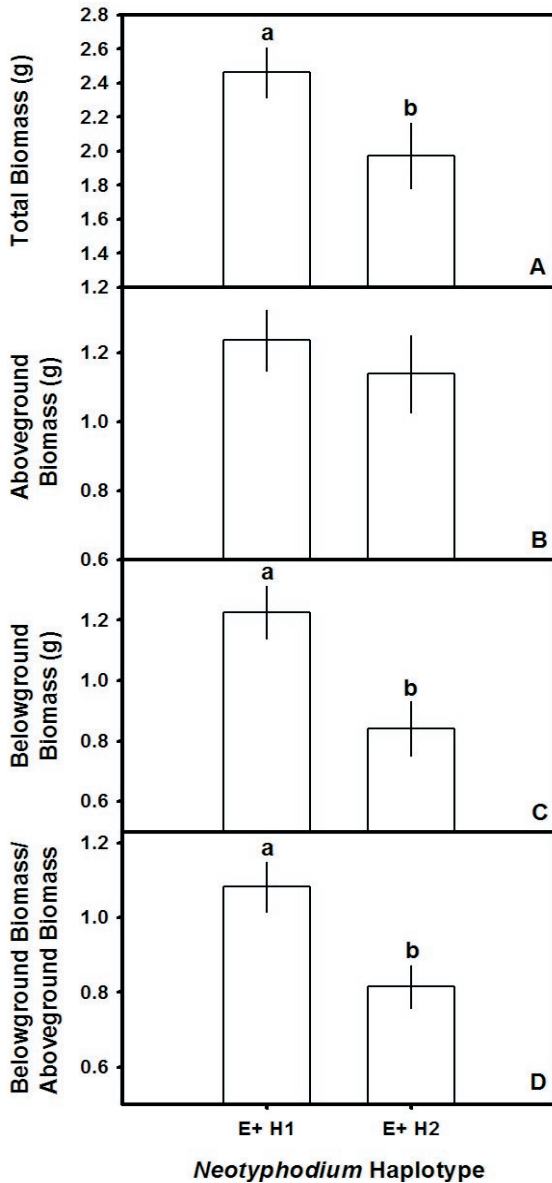 Total Biomass (g)
2.8
2.6
2.4
2.2
2.0
1.8
1.6
1.4
1.2
a
b
A
Aboveground
Biomass (g)
1.2
1.0
0.8
0.6
B
Belowground
Biomass (g)
1.2
1.0
0.8
0.6
a
b
C
Belowground Biomass/
Aboveground Biomass
1.2
1.0
0.8
0.6
a
b
D
E+ H1 E+ H2
Neotyphodium Haplotype